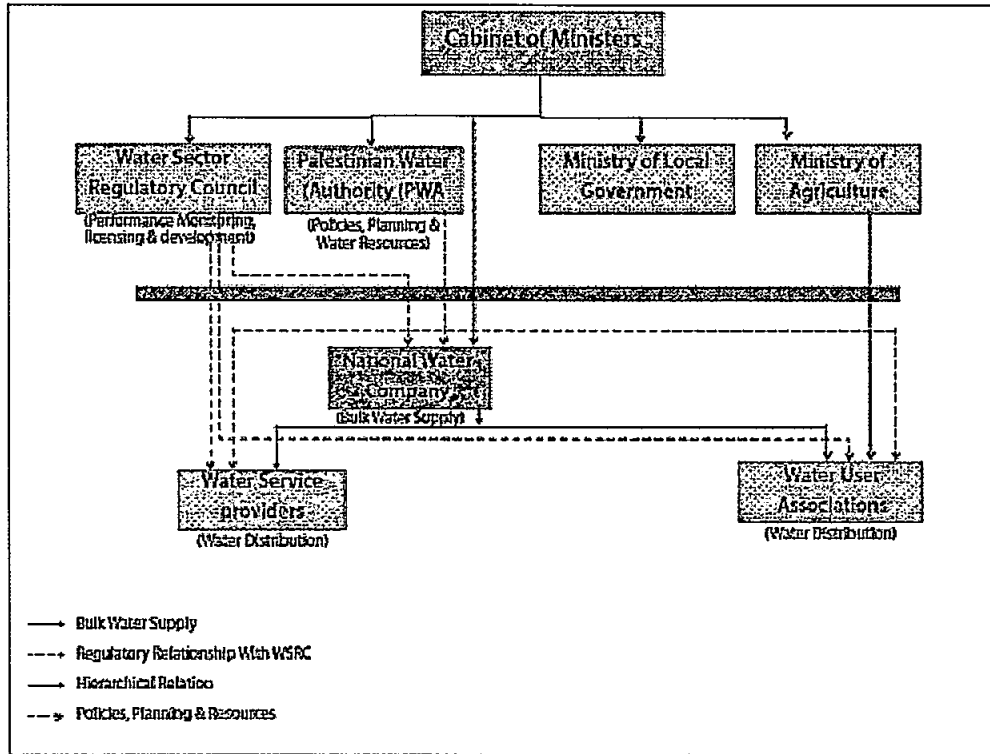 Cabinet of Ministers
Water Sector
Regulatory Council
(Performance Monitoring,
licensing & development)
Palestinian Water
(Authority (PWA
(Policies, Planning &
Water Resources)
Ministry of Local
Government
Ministry of
Agriculture
National Water
Company
(Bulk Water Supply)
Water Service
providers
(Water Distribution)
Water User
Associations
(Water Distribution)
Bulk Water Supply
Regulatory Relationship With WSRC
Hierarchical Relation
Policies, Planning & Resources